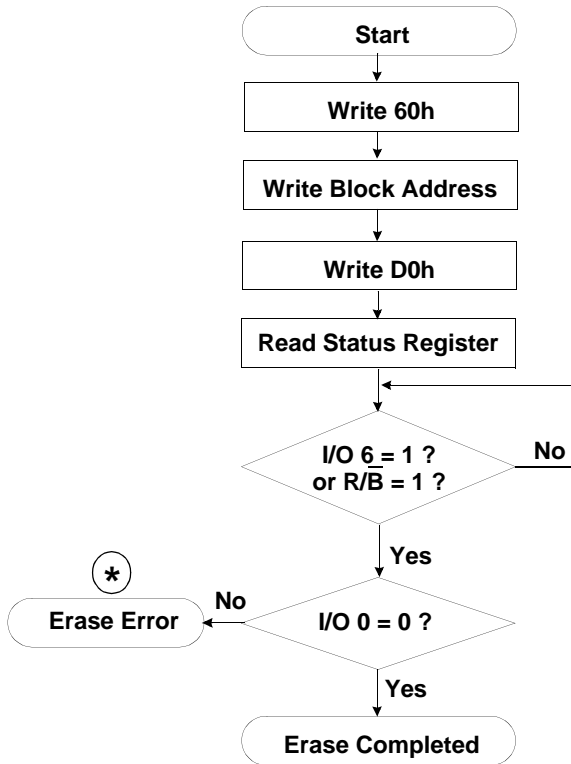 Start
Write 60h
Write Block Address
Write D0h
Read Status Register
I/O 6 = 1 ?
or R/B̅ = 1 ?
No
Yes
*
No
Erase Error
I/O 0 = 0 ?
Yes
Erase Completed